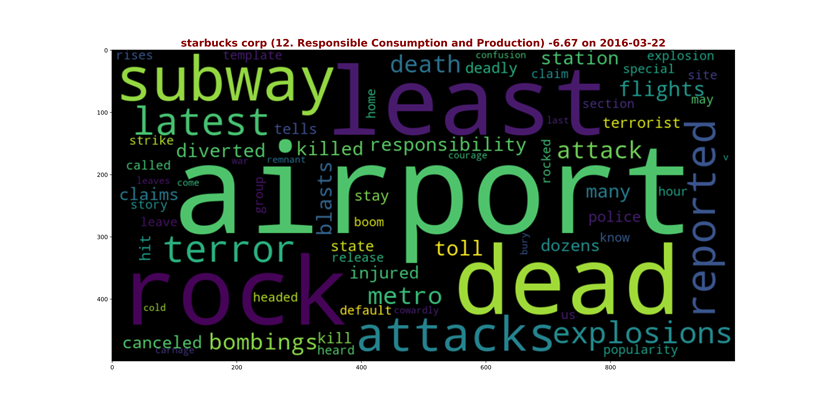 starbucks corp (12. Responsible Consumption and Production) -6.67 on 2016-03-22
0
100
200
300
400
0
200
400
600
800
rises
template
confusion
explosion
subway
least
death
station
deadly
claim
special
site
flights
may
home
section
latest
tells
last
terrorist
strike
diverted
killed
responsibility
attack
reported
called
war
remnant
courage
rocked
v
airport
leaves
come
claims
story
group
blasts
stay
many
hour
leave
boom
police
hit
terror
state
release
toll
bury
dozens
know
rock
injured
dead
headed
metro
cold
default
comardly
us
attacks
explosions
canceled
bombings
kill
heard
carnage
popularity